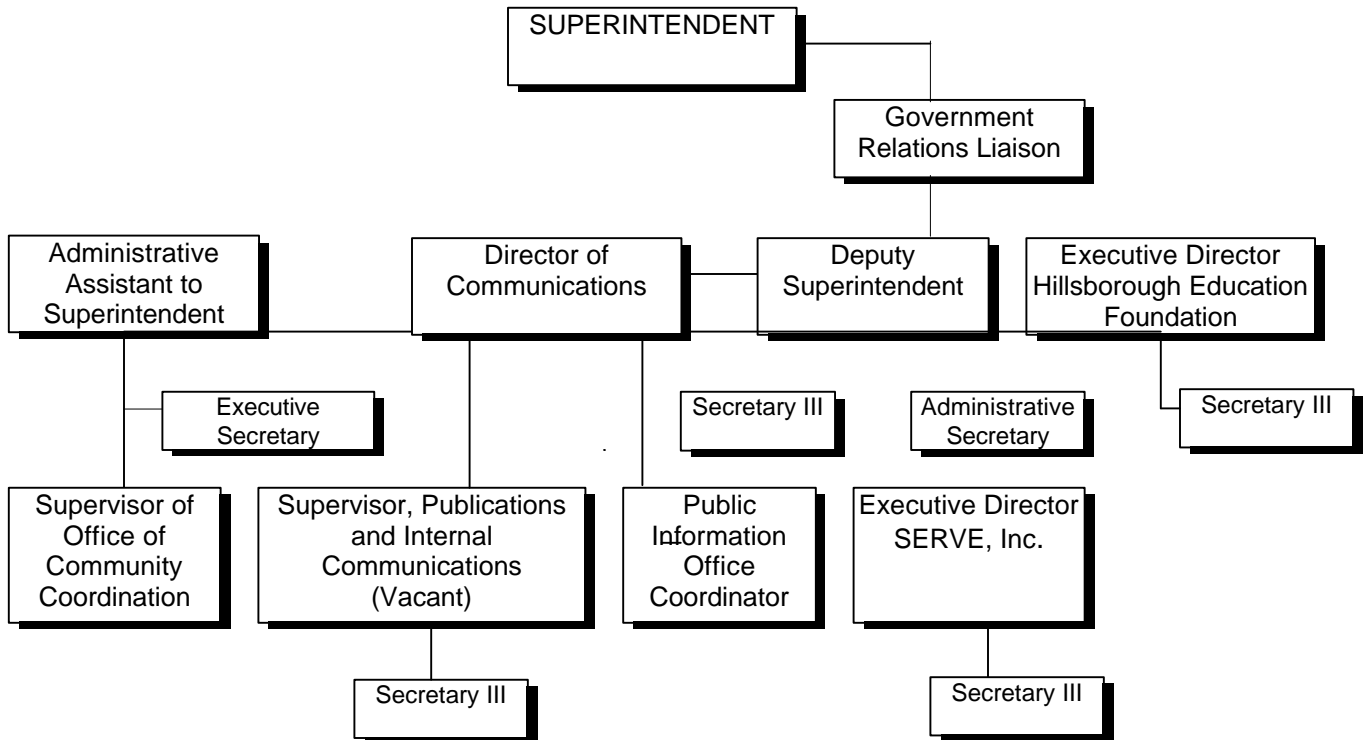 SUPERINTENDENT
Government
Relations Liaison
Administrative
Assistant to
Superintendent
Director of
Communications
Deputy
Superintendent
Executive Director
Hillsborough Education
Foundation
Executive
Secretary
Secretary III
Administrative
Secretary
Secretary III
Supervisor of
Office of
Community
Coordination
Supervisor, Publications
and Internal
Communications
(Vacant)
Public
Information
Office
Coordinator
Executive Director
SERVE, Inc.
Secretary III
Secretary III